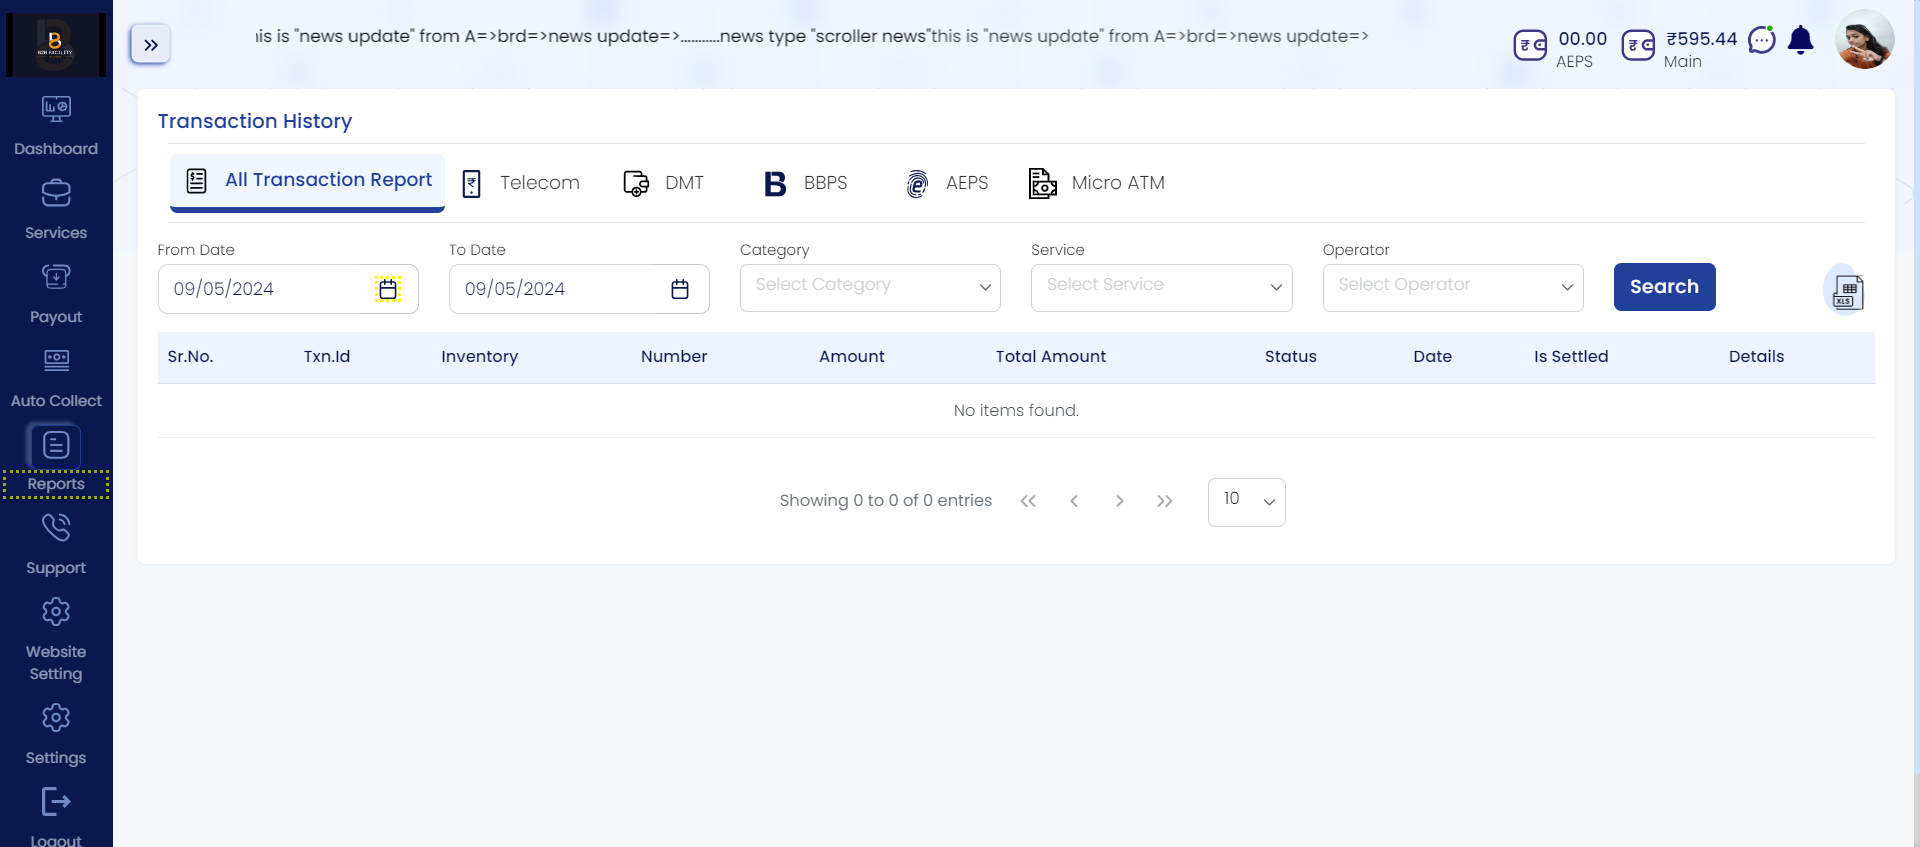 B2B FACILITY
Dashboard
Services
Payout
Auto Collect
Reports
Support
Website
Setting
Settings
Logout
is is "news update" from A=>brd=>news update=>...........news type "scroller news"this is "news update" from A=>brd=>news update=>
00.00
AEPS
₹595.44
Main
Transaction History
All Transaction Report
Telecom
DMT
BBPS
AEPS
Micro ATM
From Date
To Date
Category
Service
Operator
09/05/2024
09/05/2024
Select Category
Select Service
Select Operator
Search
XLS
Sr.No. Txn.Id Inventory Number Amount Total Amount Status Date Is Settled Details
No items found.
Showing 0 to 0 of 0 entries
10